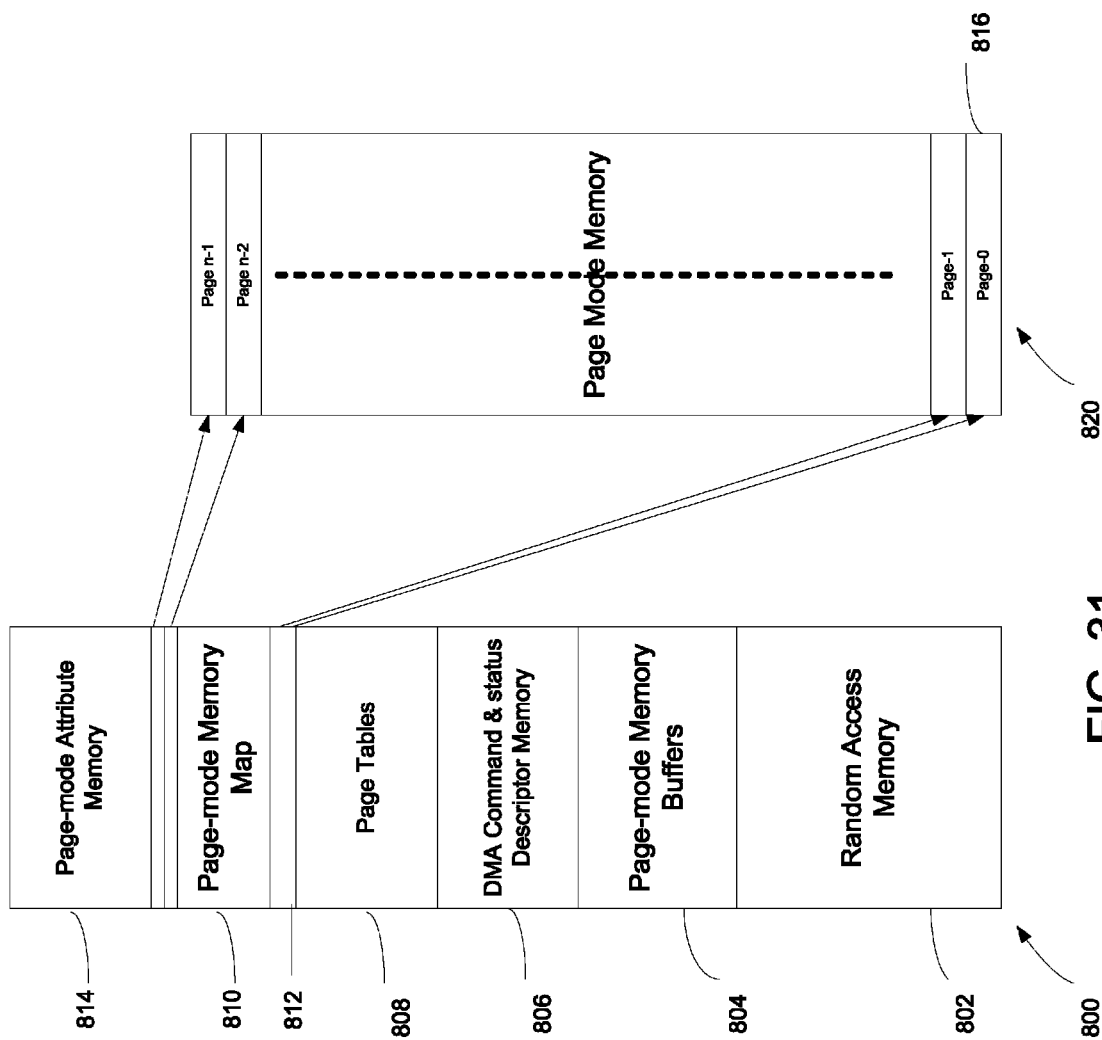 Page-mode Attribute
Memory
Page-mode Memory
Map
Page Tables
DMA Command & status
Descriptor Memory
Page-mode Memory
Buffers
Random Access
Memory
814
810
812
808
806
804
802
800
Page n-1
Page n-2
Page Mode Memory
Page-1
Page-0
816
820
FIG. 31